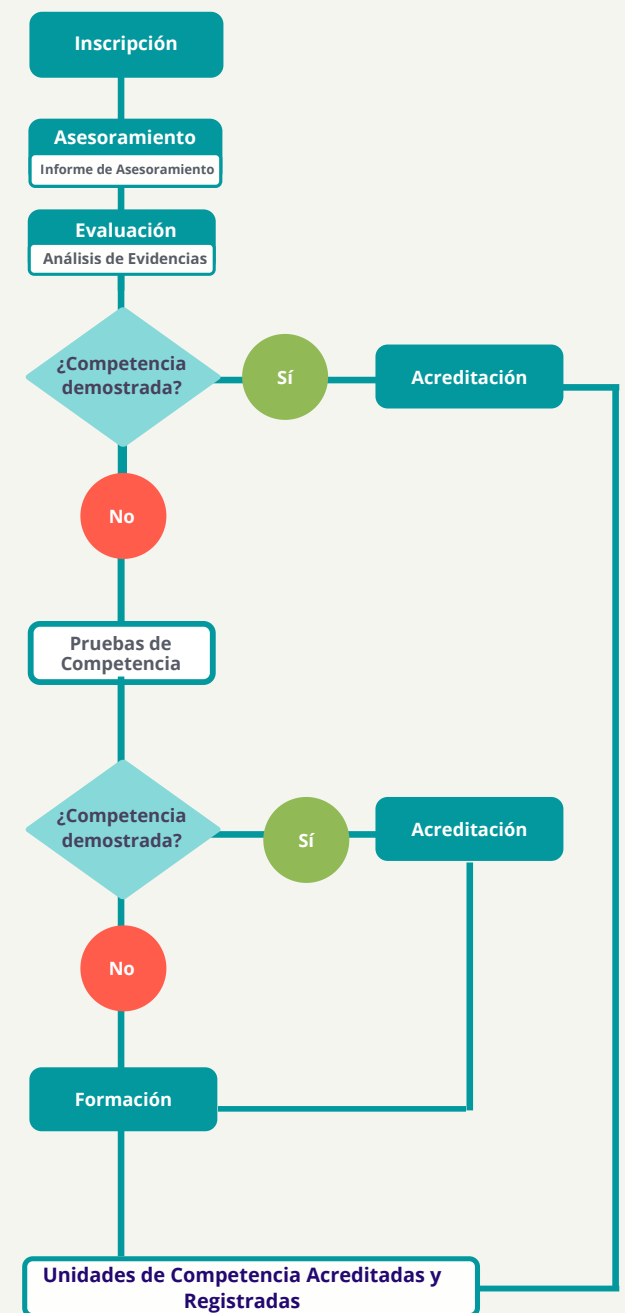 Inscripción
Asesoramiento
Informe de Asesoramiento
Evaluación
Análisis de Evidencias
¿Competencia
demostrada?
Sí
Acreditación
No
Pruebas de
Competencia
¿Competencia
demostrada?
Sí
Acreditación
No
Formación
Unidades de Competencia Acreditadas y
Registradas